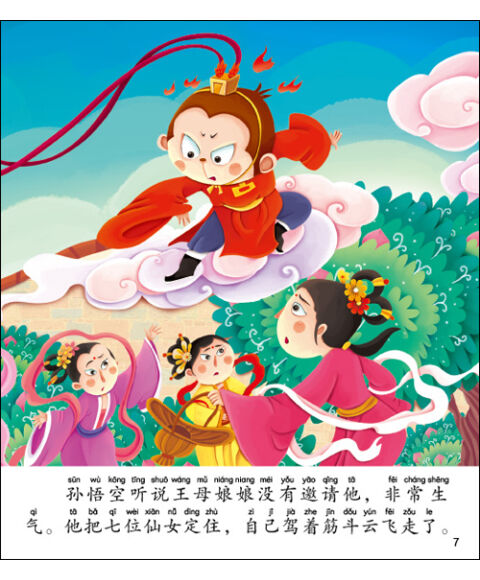 sūn wù kōng tīng shuō wáng mǔ niáng niang méi yǒu yāo qǐng tā fēi cháng shēng
孙悟空听说王母娘娘没有邀请他，非常生
qì tā bǎ qī wèi xiān nǚ dìng zhù zì jǐ jià zhe jīn dǒu yún fēi zǒu le
气。他把七位仙女定住，自己驾着筋斗云飞走了。
7